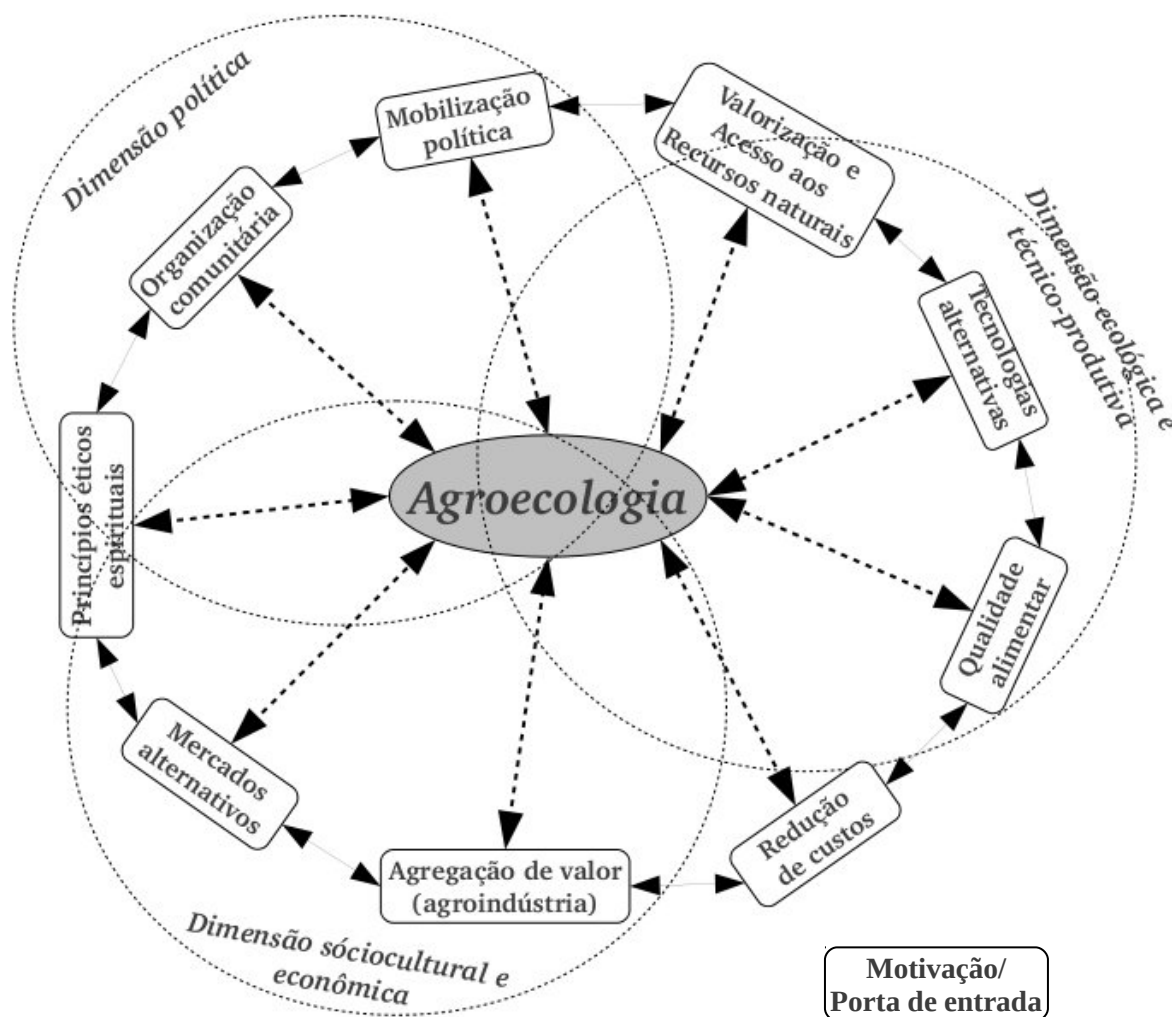 Dimensão política
Mobilização
política
Valorização e
Acesso aos
Recursos naturais
Organização
comunitária
Dimensão ecológica e
técnico-produtiva
Tecnologias
alternativas
Princípios éticos
espirituais
Agroecologia
Qualidade
alimentar
Mercados
alternativos
Redução
de custos
Agregação de valor
(agroindústria)
Dimensão sóciocultural e
econômica
Motivação/
Porta de entrada